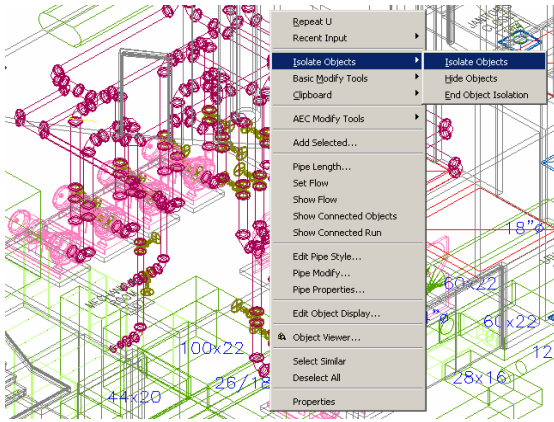 Repeat U
Recent Input
Isolate Objects
Basic Modify Tools
Clipboard
AEC Modify Tools
Add Selected...
Pipe Length...
Set Flow
Show Flow
Show Connected Objects
Show Connected Run
Edit Pipe Style...
Pipe Modify...
Pipe Properties...
Edit Object Display...
Object Viewer...
Select Similar
Deselect All
Properties
Isolate Objects
Hide Objects
End Object Isolation
18"ø
60x22
"ø
60x22
12
100x22
28x16
26/18
44x20